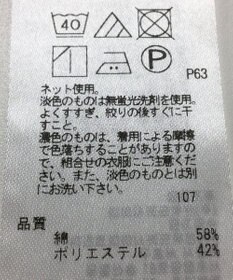 40
P
P63
ネット使用。
淡色のものは無蛍光洗剤を使用。
よくすすぎ、絞りの後すぐに干
すこと。
濃色のものは、着用による摩擦
で色落ちすることがありますの
で、組合せの衣服にご注意くだ
さい。また、淡色のものとは別
にお洗い下さい。
107
品質
綿 58%
ポリエステル 42%